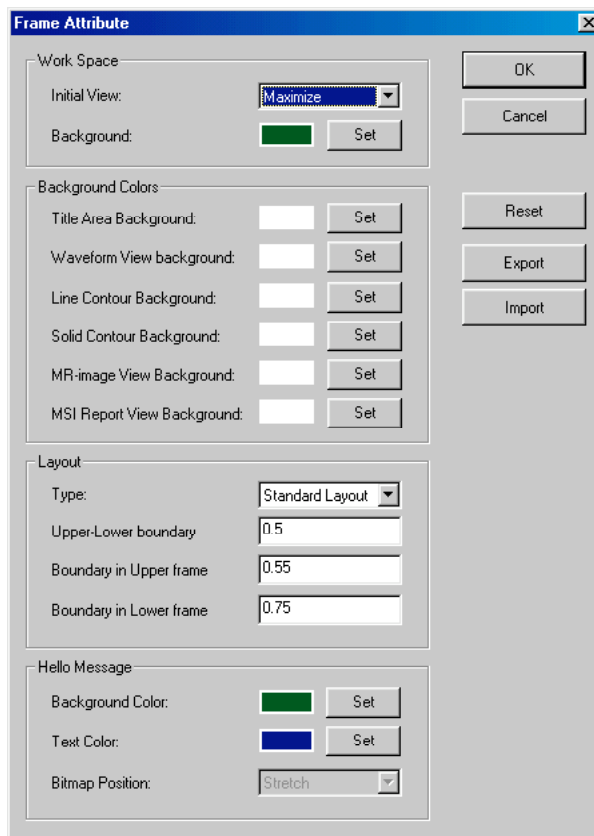 Frame Attribute
Work Space
Initial View: Maximize
Background: Set
OK
Cancel
Background Colors
Title Area Background: Set
Waveform View background: Set
Line Contour Background: Set
Solid Contour Background: Set
MR-image View Background: Set
MSI Report View Background: Set
Reset
Export
Import
Layout
Type: Standard Layout
Upper-Lower boundary 0.5
Boundary in Upper frame 0.55
Boundary in Lower frame 0.75
Hello Message
Background Color: Set
Text Color: Set
Bitmap Position: Stretch